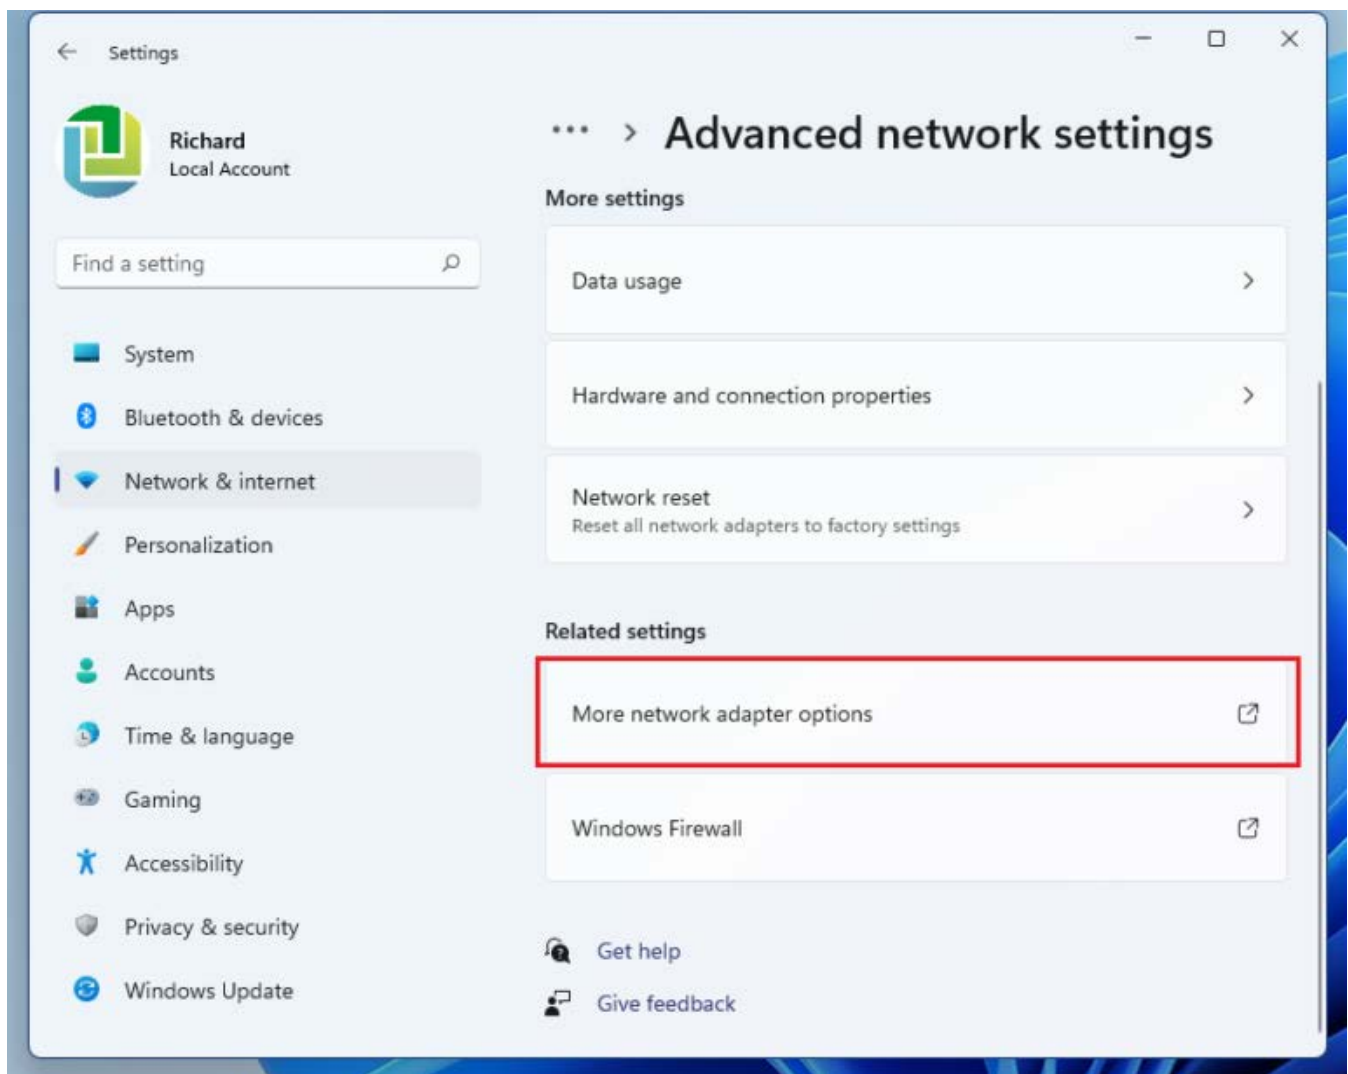 Settings
Richard
Local Account
Find a setting
System
Bluetooth & devices
Network & internet
Personalization
Apps
Accounts
Time & language
Gaming
Accessibility
Privacy & security
Windows Update
Advanced network settings
More settings
Data usage
Hardware and connection properties
Network reset
Reset all network adapters to factory settings
Related settings
More network adapter options
Windows Firewall
Get help
Give feedback